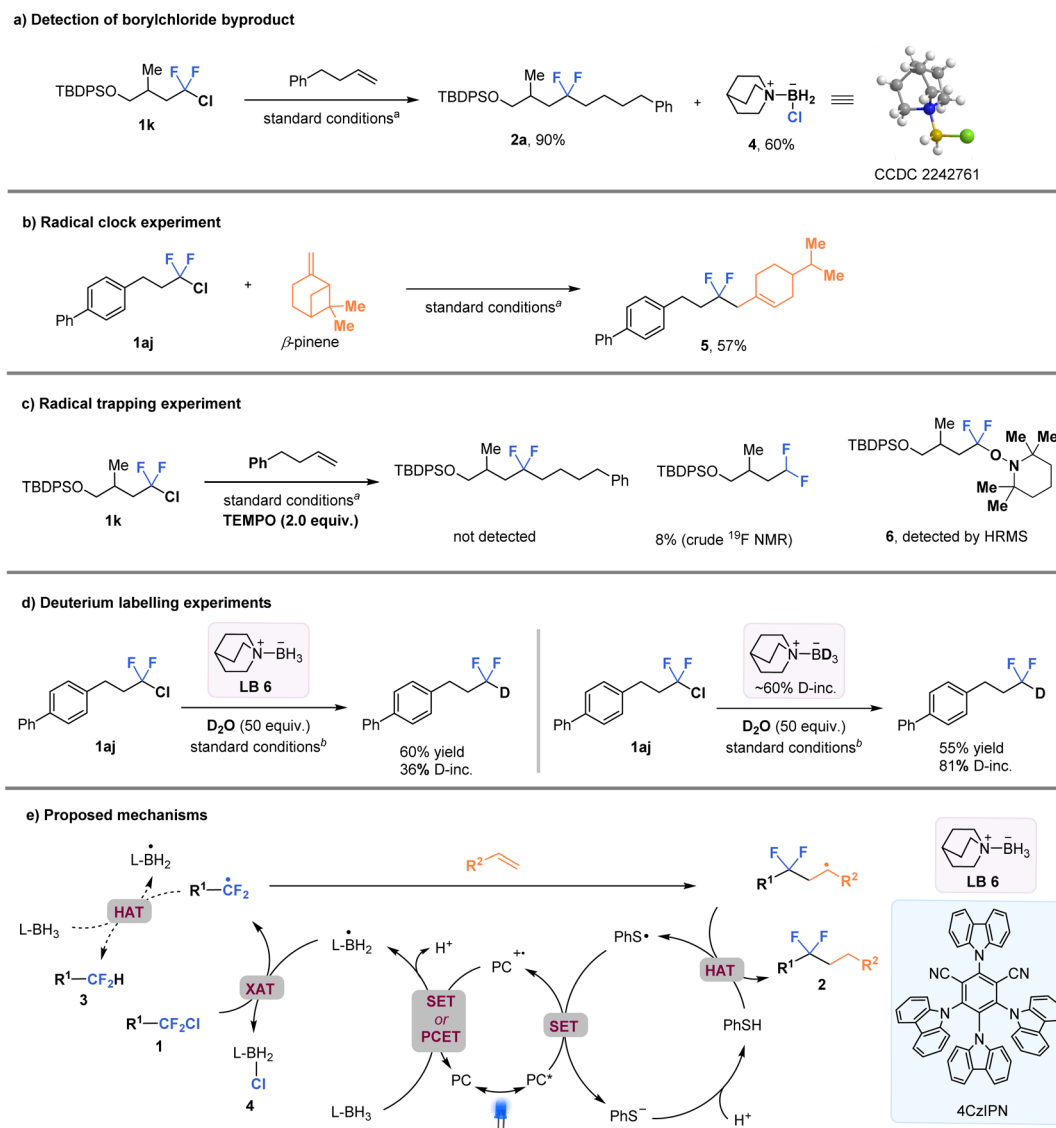 a) Detection of borylchloride byproduct
Me
F F
TBDPSO
Cl
1k
Ph
standard conditionsa
Me
F F
TBDPSO
Ph
2a, 90%
+
+
N
−
BH2
Cl
4, 60%
CCDC 2242761
b) Radical clock experiment
F F
Cl
Ph
1aj
+
Me
Me
β-pinene
standard conditionsa
Me
Me
F F
Ph
5, 57%
c) Radical trapping experiment
Me
F F
TBDPSO
Cl
1k
Ph
standard conditionsa
TEMPO (2.0 equiv.)
Me
F F
TBDPSO
Ph
not detected
Me
F
TBDPSO
F
8% (crude 19F NMR)
Me
F F
TBDPSO
O
N
Me
Me
Me
Me
6, detected by HRMS
d) Deuterium labelling experiments
F F
Cl
Ph
1aj
+
N
−
BH3
LB 6
D2O (50 equiv.)
standard conditionsb
F F
D
Ph
60% yield
36% D-inc.
F F
Cl
Ph
1aj
+
N
−
BD3
~60% D-inc.
D2O (50 equiv.)
standard conditionsb
F F
D
Ph
55% yield
81% D-inc.
e) Proposed mechanisms
L-BH2
•
R1
CF2
•
HAT
L-BH3
R1
CF2H
3
R1
CF2Cl
1
XAT
L-BH2
Cl
4
L-BH2
•
H+
SET
or
PCET
L-BH3
PC+•
PC
PC*
SET
PhS•
PhS−
H+
PhSH
HAT
R2
F F
R1
•
R2
F F
R1
R2
2
+
N
−
BH3
LB 6
NC
CN
N
N
N
N
4CzIPN